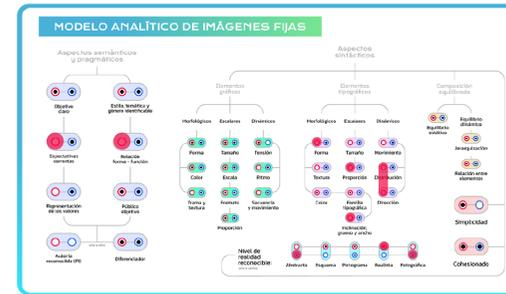 MODELO ANALÍTICO DE IMÁGENES FIJAS
Aspectos semánticos
y pragmáticos
Objetivo
claro
Estilo, temática y
género identificable
Expectativas
correctas
Relación
forma - función
Representación
de los valores
Público
objetivo
Autoría
reconocible (PI)
Diferenciador
Aspectos
sintácticos
Elementos
gráficos
Morfológicos
Escalares
Dinámicos
Forma
Tamaño
Tensión
Color
Escala
Ritmo
Trama y
textura
Formato
Secuencia
y movimiento
Proporción
Elementos
tipográficos
Morfológicos
Escalares
Dinámicos
Forma
Tamaño
Movimiento
Textura
Proporción
Distribución
Color
Familia
tipográfica
Dirección
Inclinación,
grueso y ancho
Composición
equilibrada
Equilibrio
estático
Equilibrio
dinámico
Jerarquización
Relación entre
elementos
Simplicidad
Cohesionado
Nivel de
realidad
reconocible:
Abstracta
Esquema
Pictograma
Realista
Fotográfica